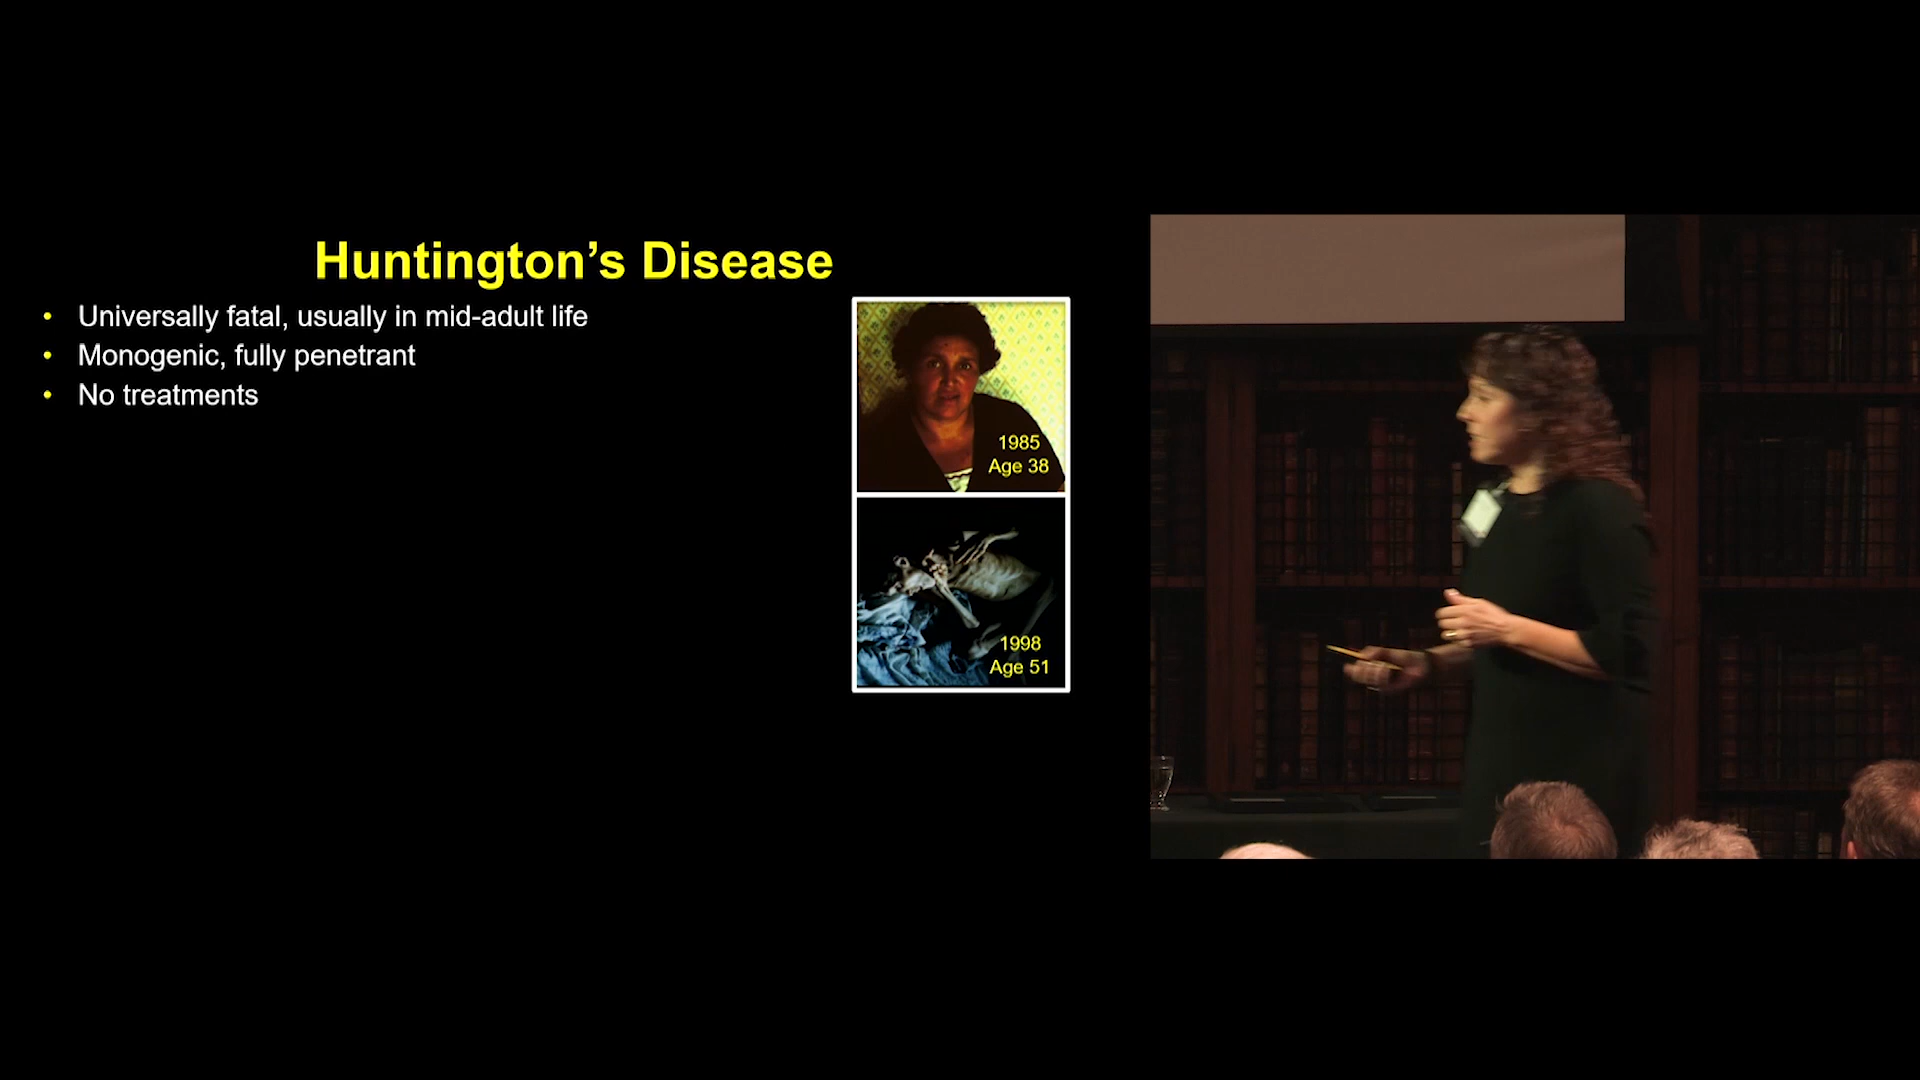 Huntington’s Disease
• Universally fatal, usually in mid-adult life
• Monogenic, fully penetrant
• No treatments
1985
Age 38
1998
Age 51